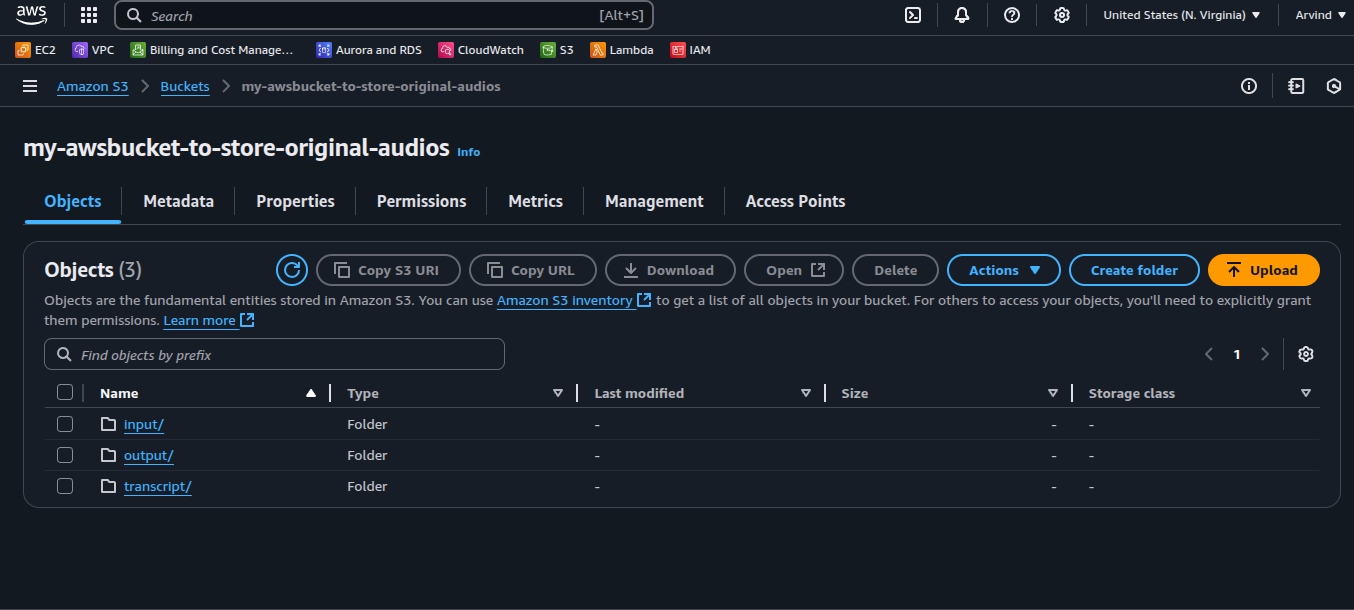 aws Search [Alt+S] United States (N. Virginia) Arvind
EC2 VPC Billing and Cost Manage... Aurora and RDS CloudWatch S3 Lambda IAM
Amazon S3 Buckets my-awsbucket-to-store-original-audios
my-awsbucket-to-store-original-audios Info
Objects Metadata Properties Permissions Metrics Management Access Points
Objects (3) Copy S3 URI Copy URL Download Open Delete Actions Create folder Upload
Objects are the fundamental entities stored in Amazon S3. You can use Amazon S3 inventory to get a list of all objects in your bucket. For others to access your objects, you'll need to explicitly grant
them permissions. Learn more
Find objects by prefix 1
Name Type Last modified Size Storage class
input/ Folder - - -
output/ Folder - - -
transcript/ Folder - - -